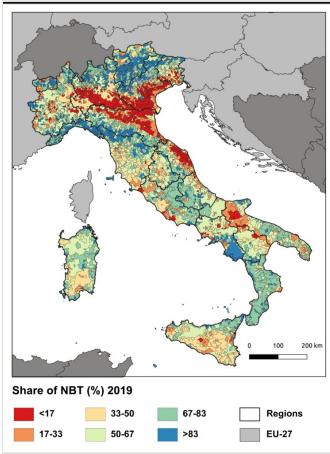 0 100 200 km
Share of NBT (%) 2019
<17 33-50 67-83 Regions
17-33 50-67 >83 EU-27